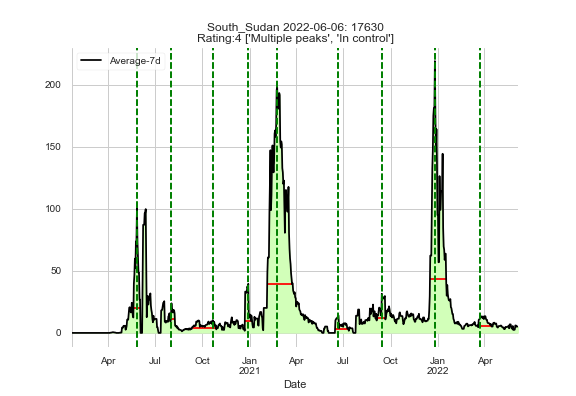 South_Sudan 2022-06-06: 17630
Rating:4 ['Multiple peaks', 'In control']
Average-7d
200
150
100
50
0
Apr Jul Oct Jan Apr Jul Oct Jan Apr
2021 2022
Date